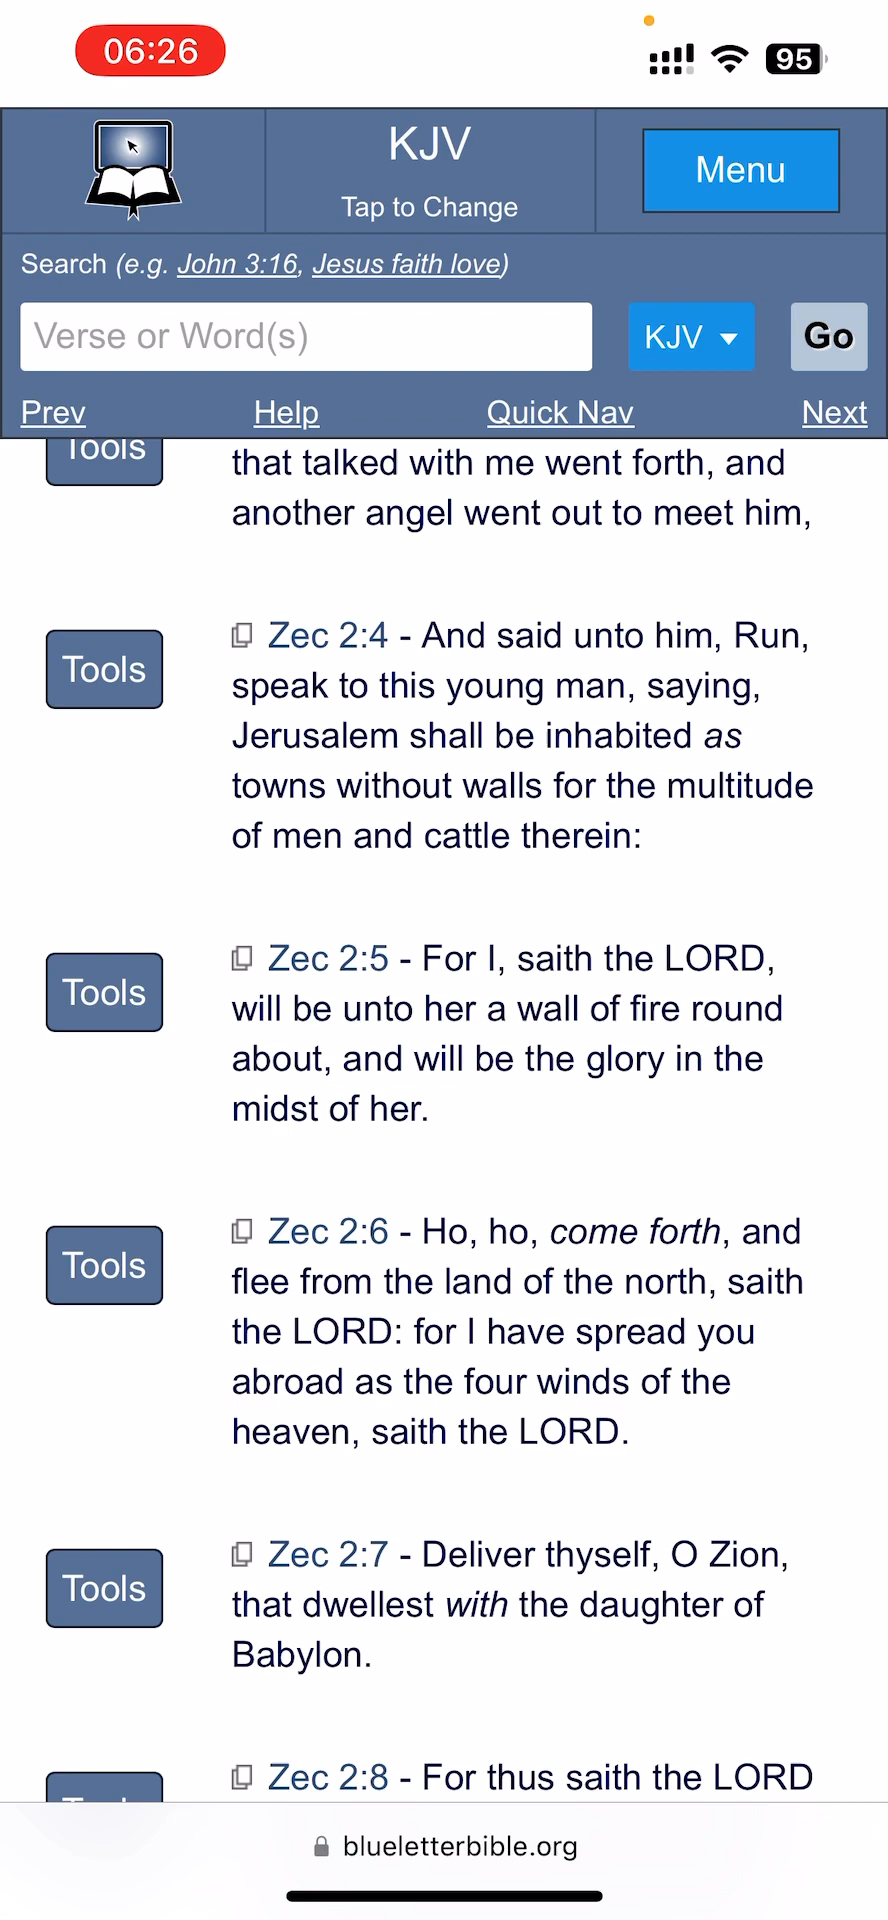 06:26
95
KJV
Tap to Change
Menu
Search (e.g. John 3:16, Jesus faith love)
Verse or Word(s)
KJV
Go
Prev Help Quick Nav Next
Tools
that talked with me went forth, and
another angel went out to meet him,
Tools
Zec 2:4 - And said unto him, Run,
speak to this young man, saying,
Jerusalem shall be inhabited as
towns without walls for the multitude
of men and cattle therein:
Tools
Zec 2:5 - For I, saith the LORD,
will be unto her a wall of fire round
about, and will be the glory in the
midst of her.
Tools
Zec 2:6 - Ho, ho, come forth, and
flee from the land of the north, saith
the LORD: for I have spread you
abroad as the four winds of the
heaven, saith the LORD.
Tools
Zec 2:7 - Deliver thyself, O Zion,
that dwellest with the daughter of
Babylon.
Tools
Zec 2:8 - For thus saith the LORD
blueletterbible.org